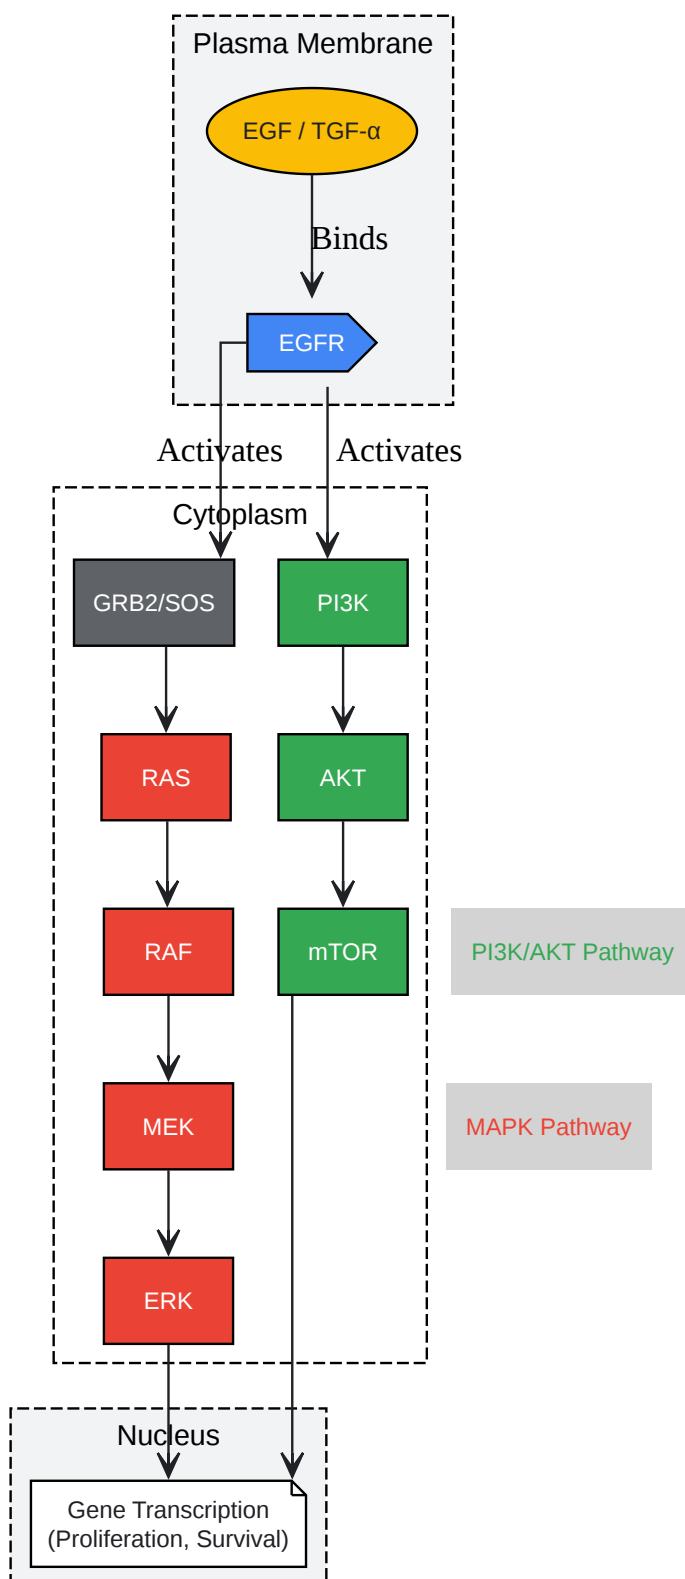 Plasma Membrane
EGF / TGF-α
Binds
EGFR
Activates
Activates
Cytoplasm
GRB2/SOS
PI3K
RAS
AKT
RAF
mTOR
PI3K/AKT Pathway
MEK
MAPK Pathway
ERK
Nucleus
Gene Transcription
(Proliferation, Survival)